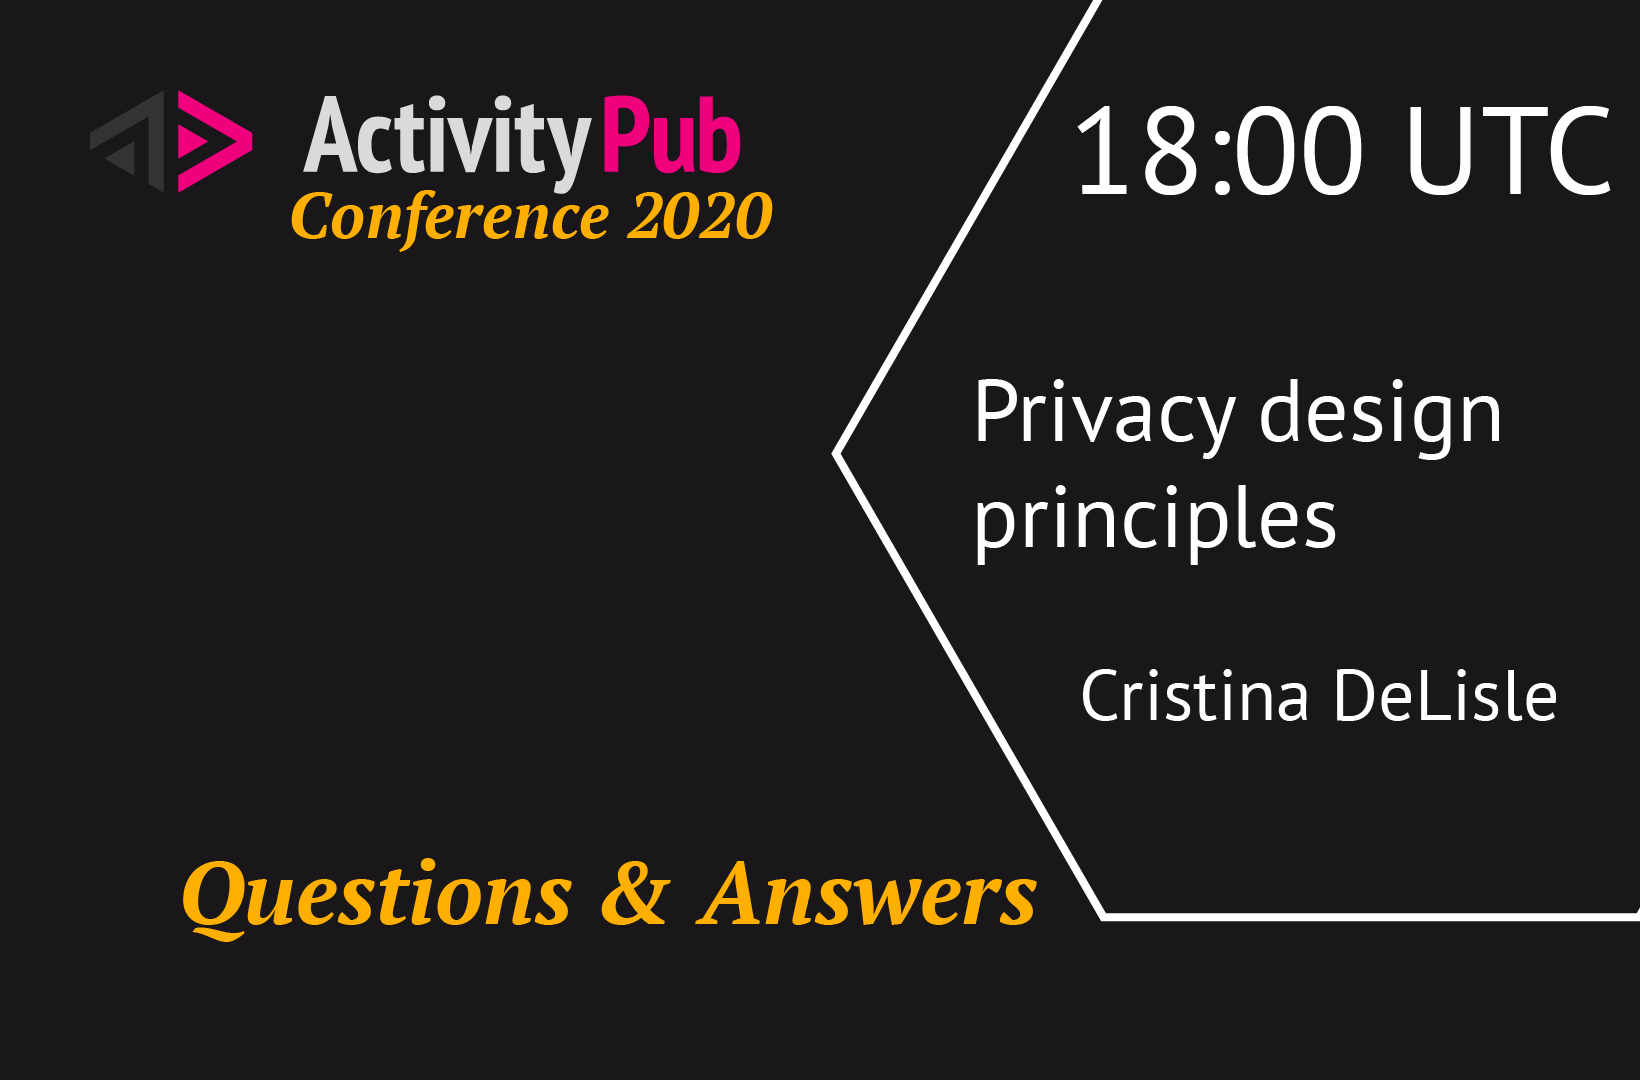 ActivityPub
Conference 2020
18:00 UTC
Privacy design
principles
Cristina DeLisle
Questions & Answers